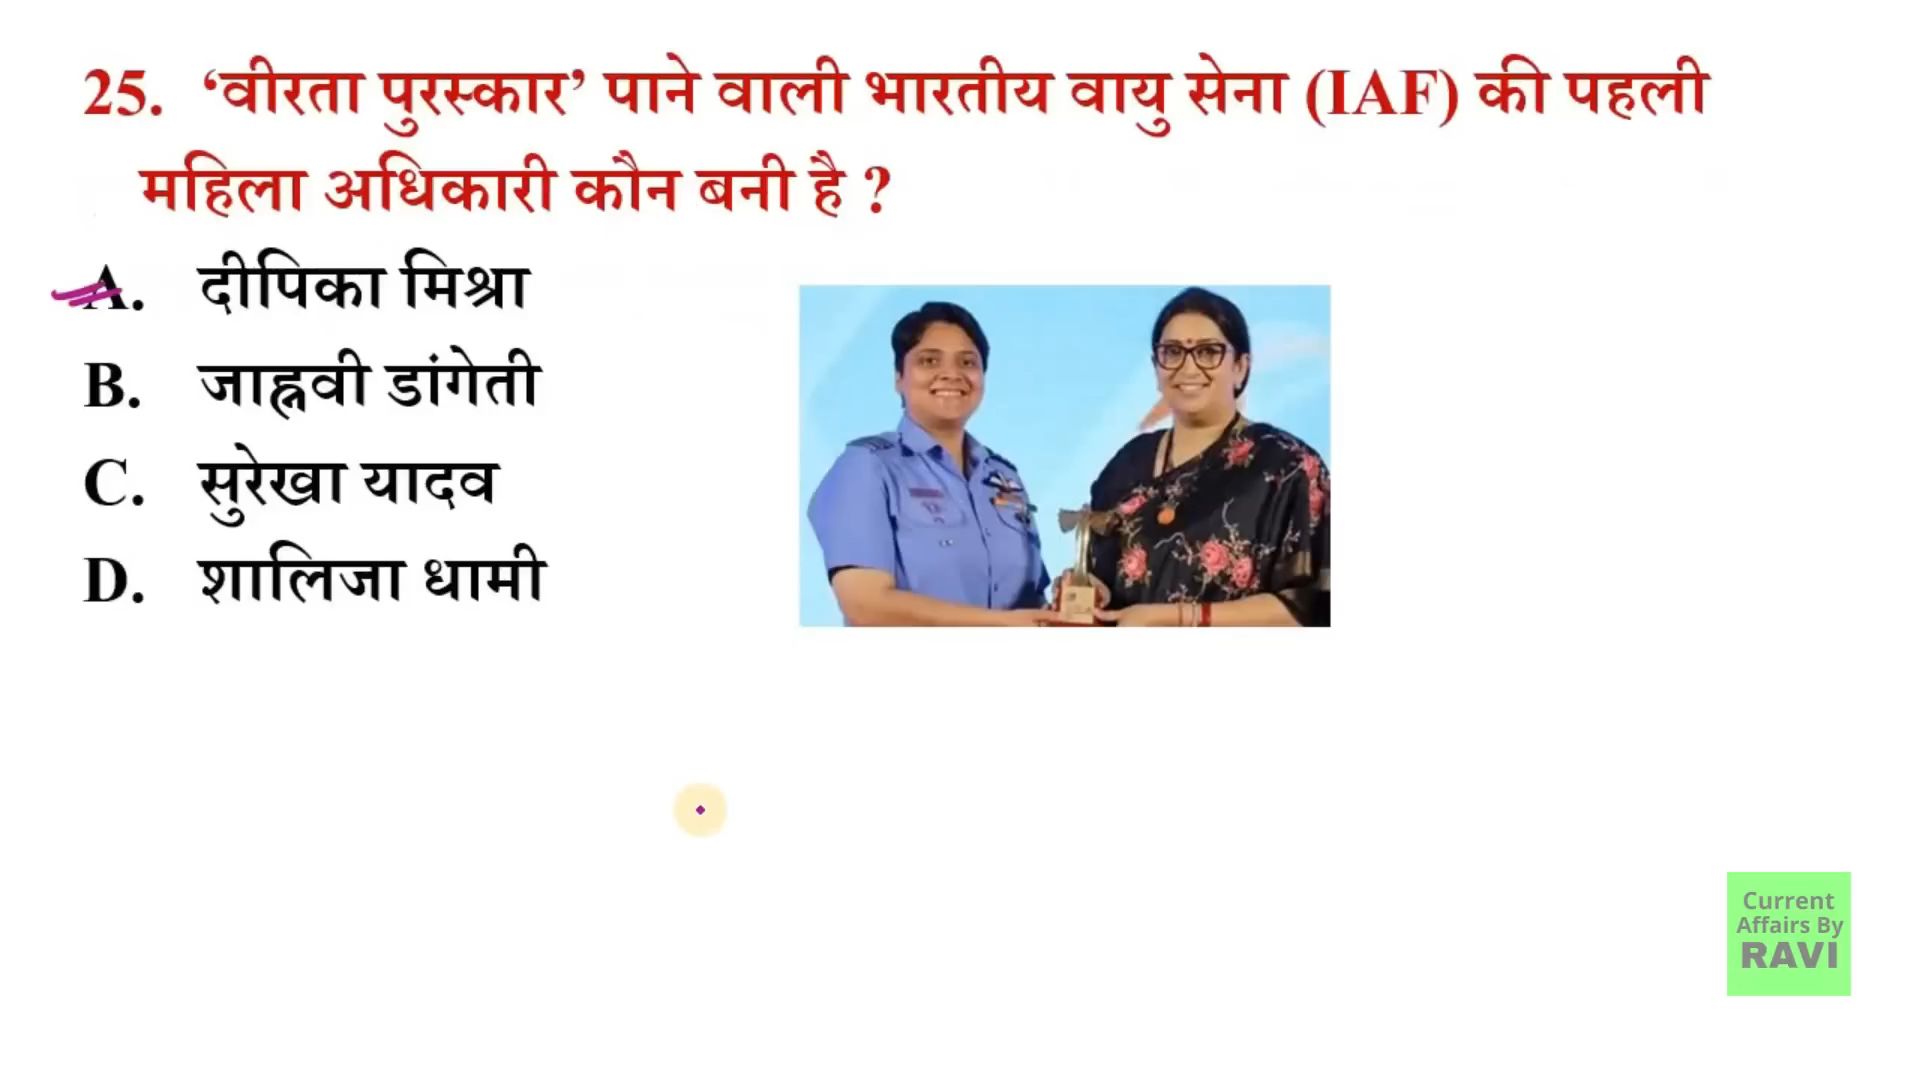 25. ‘वीरता पुरस्कार’ पाने वाली भारतीय वायु सेना (IAF) की पहली
महिला अधिकारी कौन बनी है ?
A. दीपिका मिश्रा
B. जाह्नवी डांगेती
C. सुरेखा यादव
D. शालिजा धामी
Current
Affairs By
RAVI